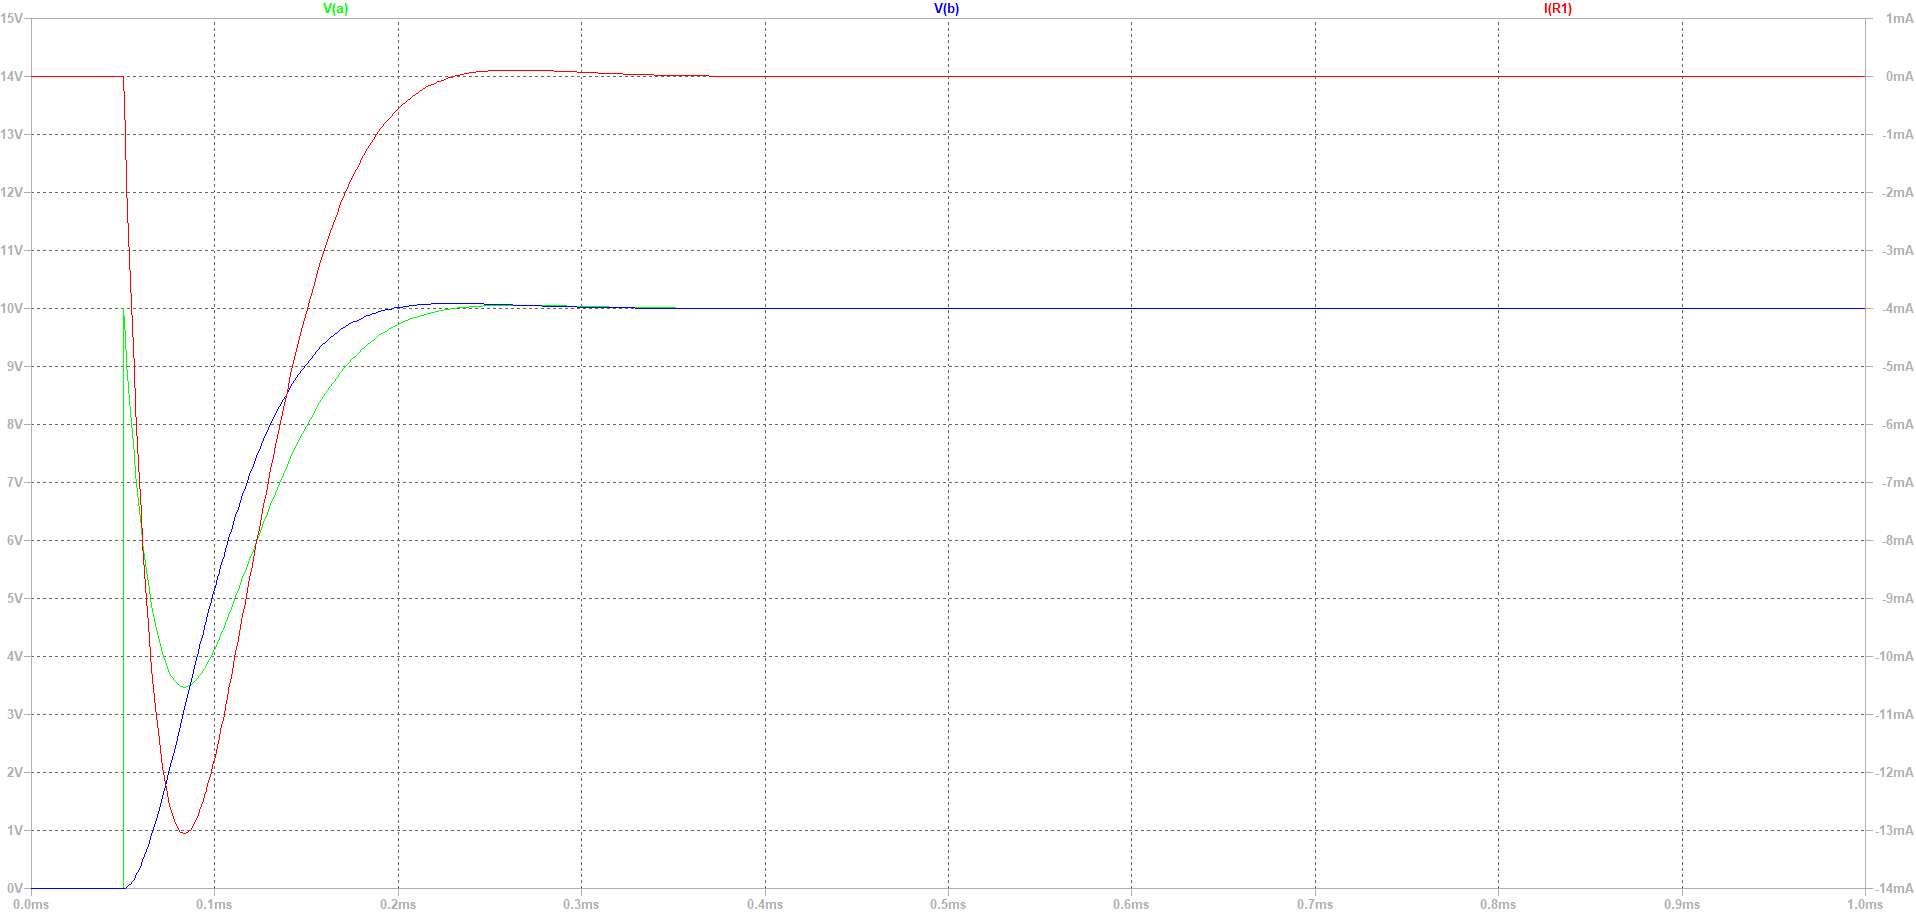 V(a) V(b) I(R1)
15V 1mA
14V 0mA
13V -1mA
12V -2mA
11V -3mA
10V -4mA
9V -5mA
8V -6mA
7V -7mA
6V -8mA
5V -9mA
4V -10mA
3V -11mA
2V -12mA
1V -13mA
0V -14mA
0.0ms 0.1ms 0.2ms 0.3ms 0.4ms 0.5ms 0.6ms 0.7ms 0.8ms 0.9ms 1.0ms